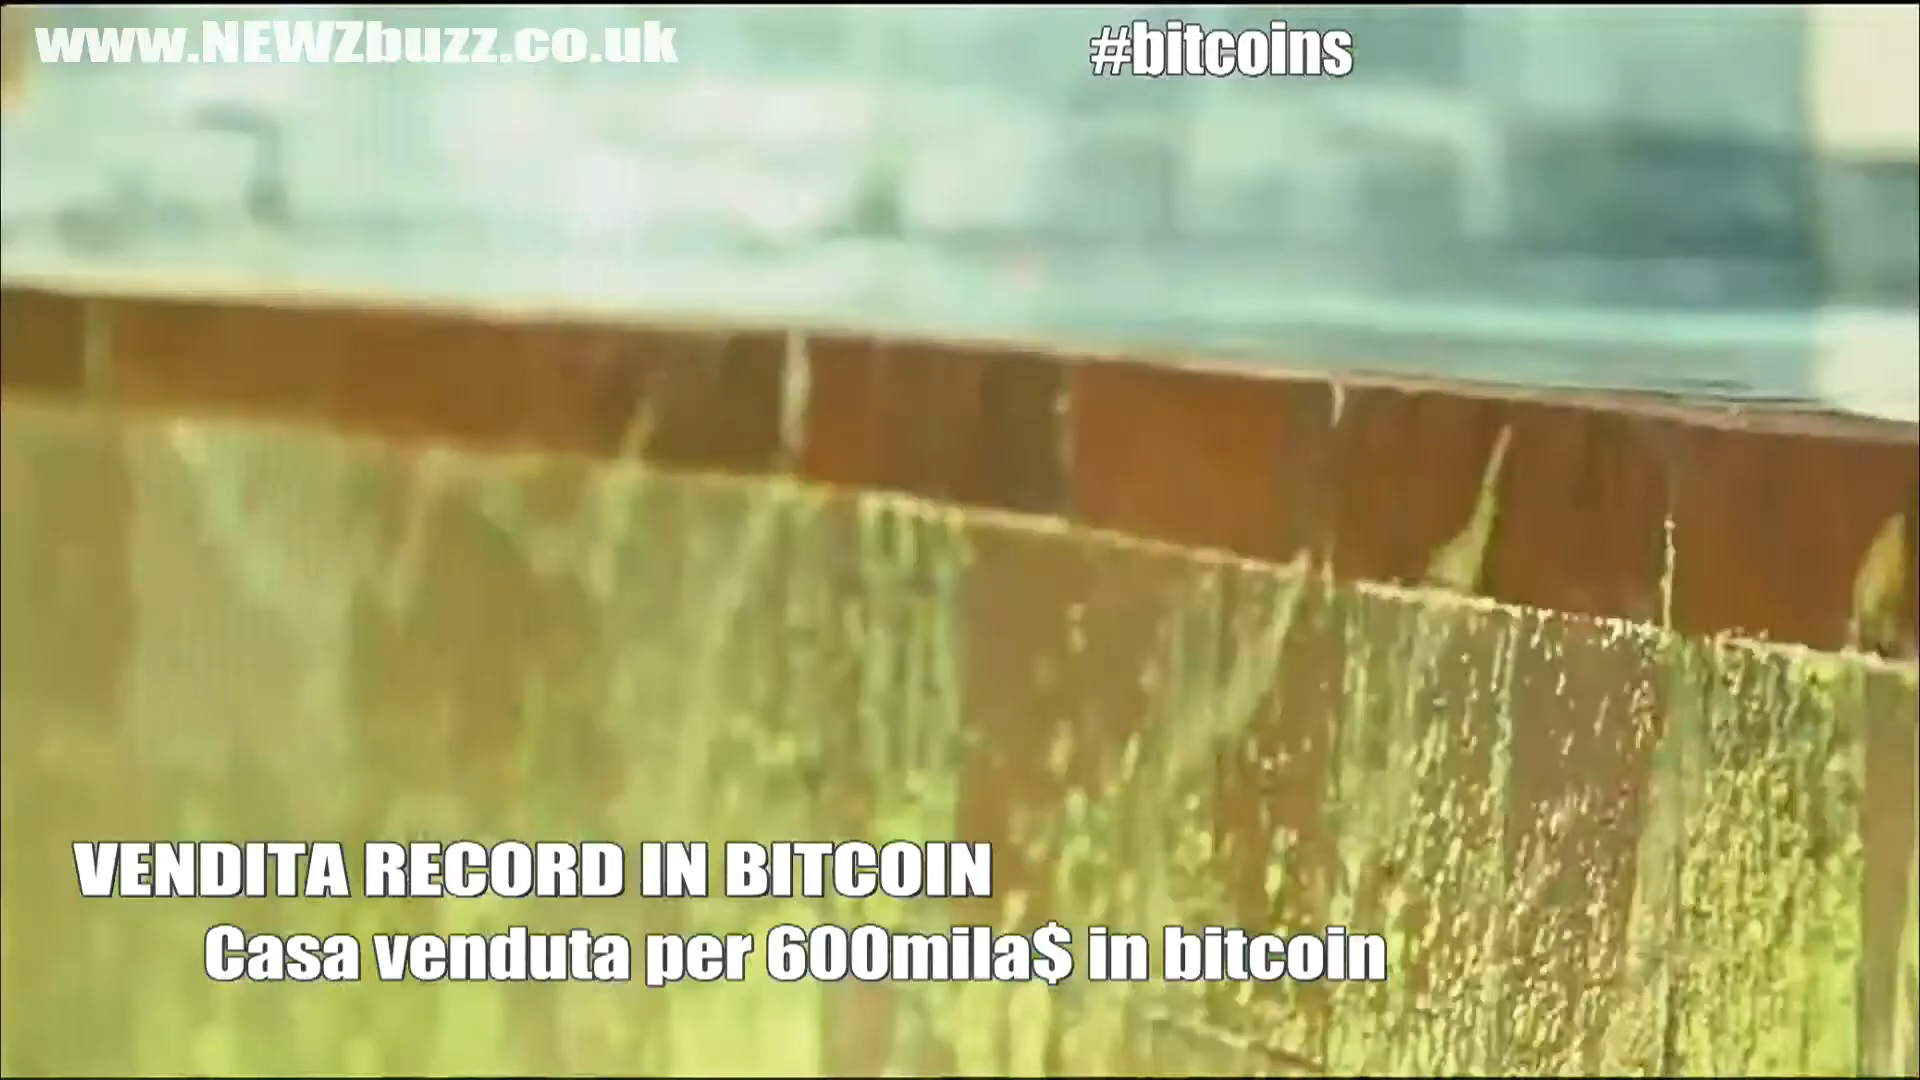 www.NEWZbuzz.co.uk
#bitcoins
VENDITA RECORD IN BITCOIN
Casa venduta per 600mila$ in bitcoin